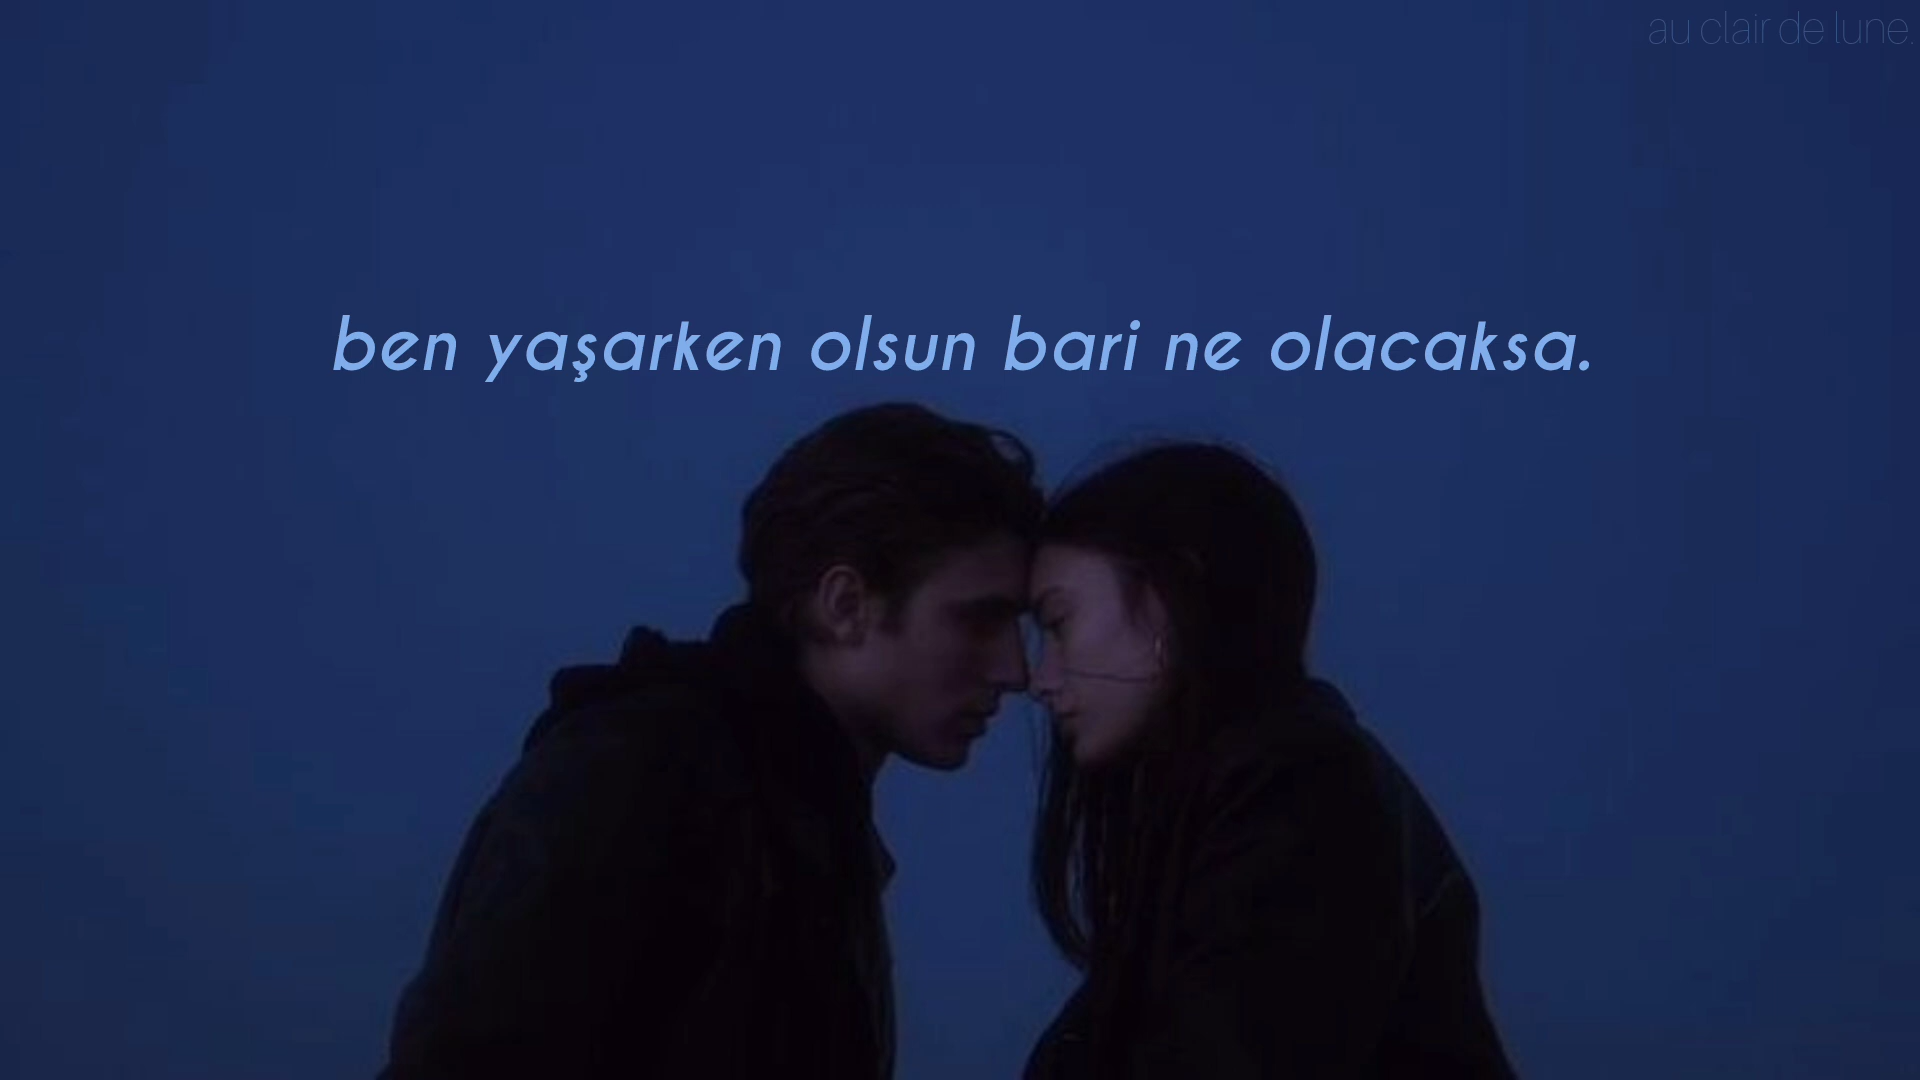 au clair de lune.
ben yaşarken olsun bari ne olacaksa.